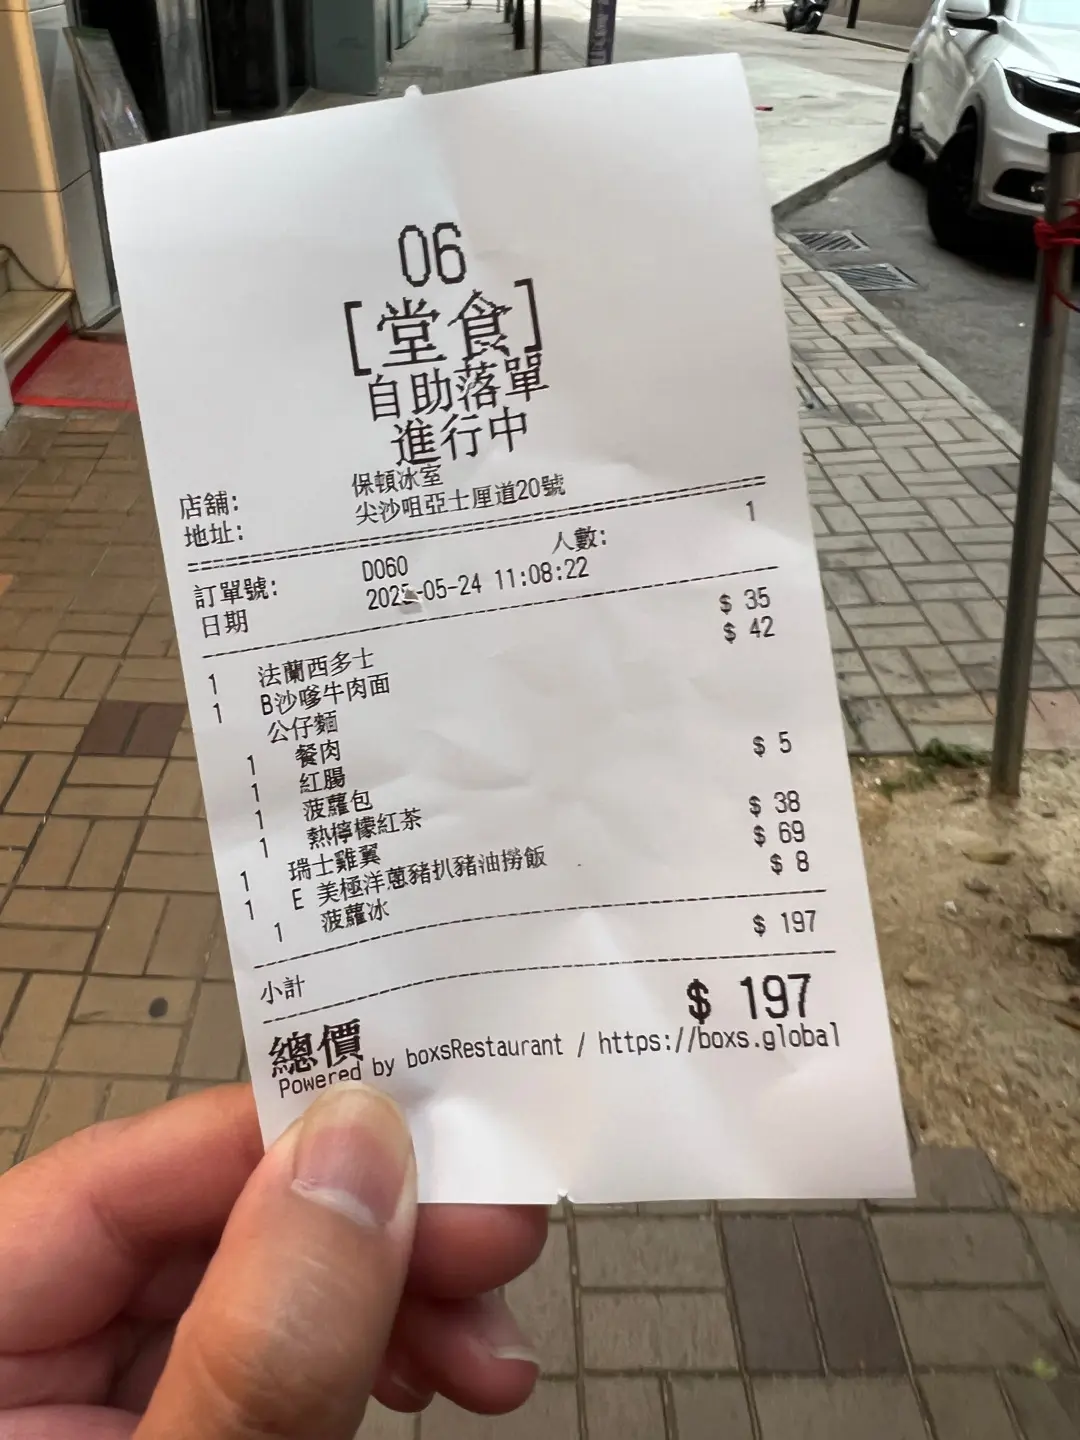 06
[堂食]
自助落單
進行中
店舖: 保頓冰室
地址: 尖沙咀亞士厘道20號
訂單號: D060 人數: 1
日期 2025-05-24 11:08:22
1 法蘭西多士 $ 35
1 B沙嗲牛肉面 $ 42
公仔麵
1 餐肉
1 紅腸
1 菠蘿包 $ 5
1 熱檸檬紅茶
1 瑞士雞翼 $ 38
1 E 美極洋蔥豬扒豬油撈飯 $ 69
1 菠蘿冰 $ 8
小計 $ 197
總價 $ 197
Powered by boxsRestaurant / https://boxs.global